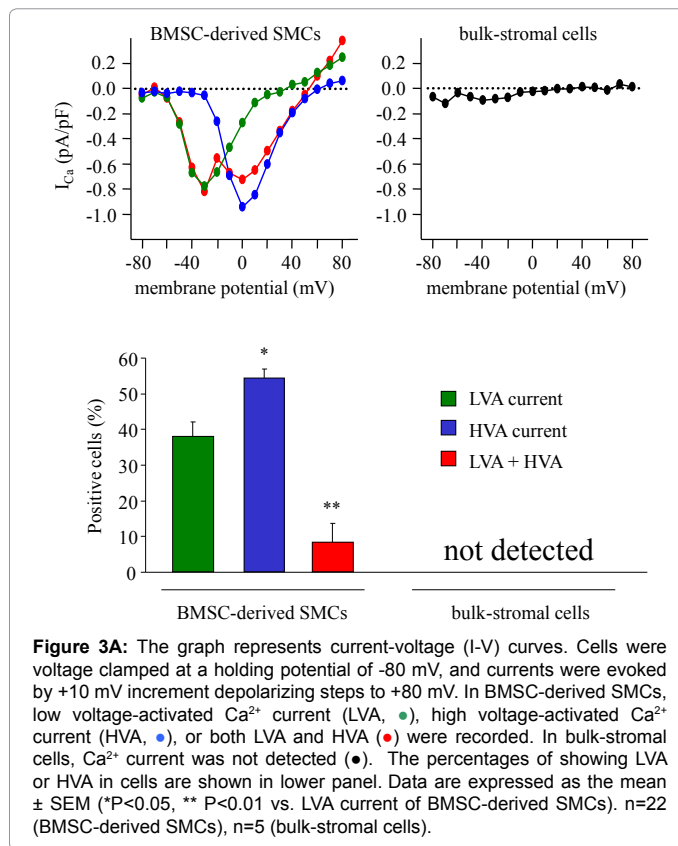 BMSC-derived SMCs
bulk-stromal cells
I_Ca (pA/pF)
0.2
0.0
-0.2
-0.4
-0.6
-0.8
-1.0
0.2
0.0
-0.2
-0.4
-0.6
-0.8
-1.0
-80 -40 0 40 80
-80 -40 0 40 80
membrane potential (mV)
membrane potential (mV)
Positive cells (%)
60
50
40
30
20
10
0
*
**
LVA current
HVA current
LVA + HVA
not detected
BMSC-derived SMCs
bulk-stromal cells
Figure 3A: The graph represents current-voltage (I-V) curves. Cells were
voltage clamped at a holding potential of -80 mV, and currents were evoked
by +10 mV increment depolarizing steps to +80 mV. In BMSC-derived SMCs,
low voltage-activated Ca²⁺ current (LVA, ●), high voltage-activated Ca²⁺
current (HVA, ●), or both LVA and HVA (●) were recorded. In bulk-stromal
cells, Ca²⁺ current was not detected (●). The percentages of showing LVA
or HVA in cells are shown in lower panel. Data are expressed as the mean
± SEM (*P<0.05, ** P<0.01 vs. LVA current of BMSC-derived SMCs). n=22
(BMSC-derived SMCs), n=5 (bulk-stromal cells).